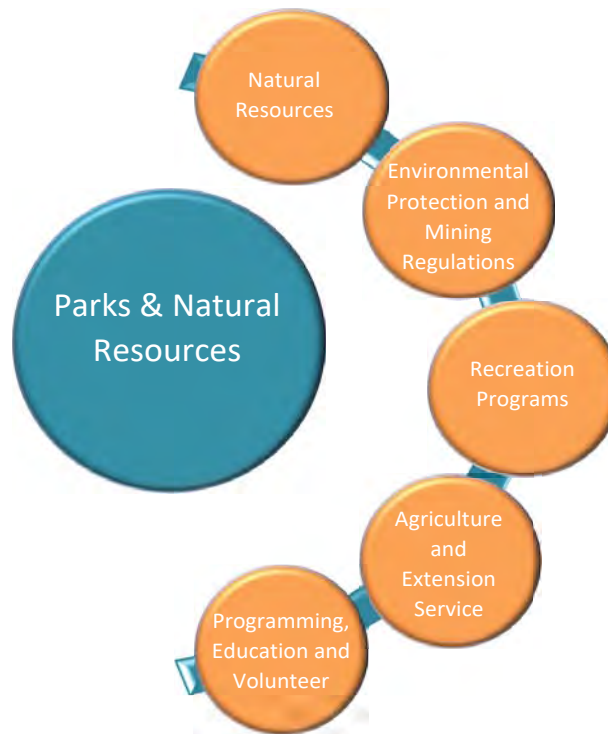 Natural
Resources
Environmental
Protection and
Mining
Regulations
Parks & Natural
Resources
Recreation
Programs
Agriculture
and
Extension
Service
Programming,
Education and
Volunteer